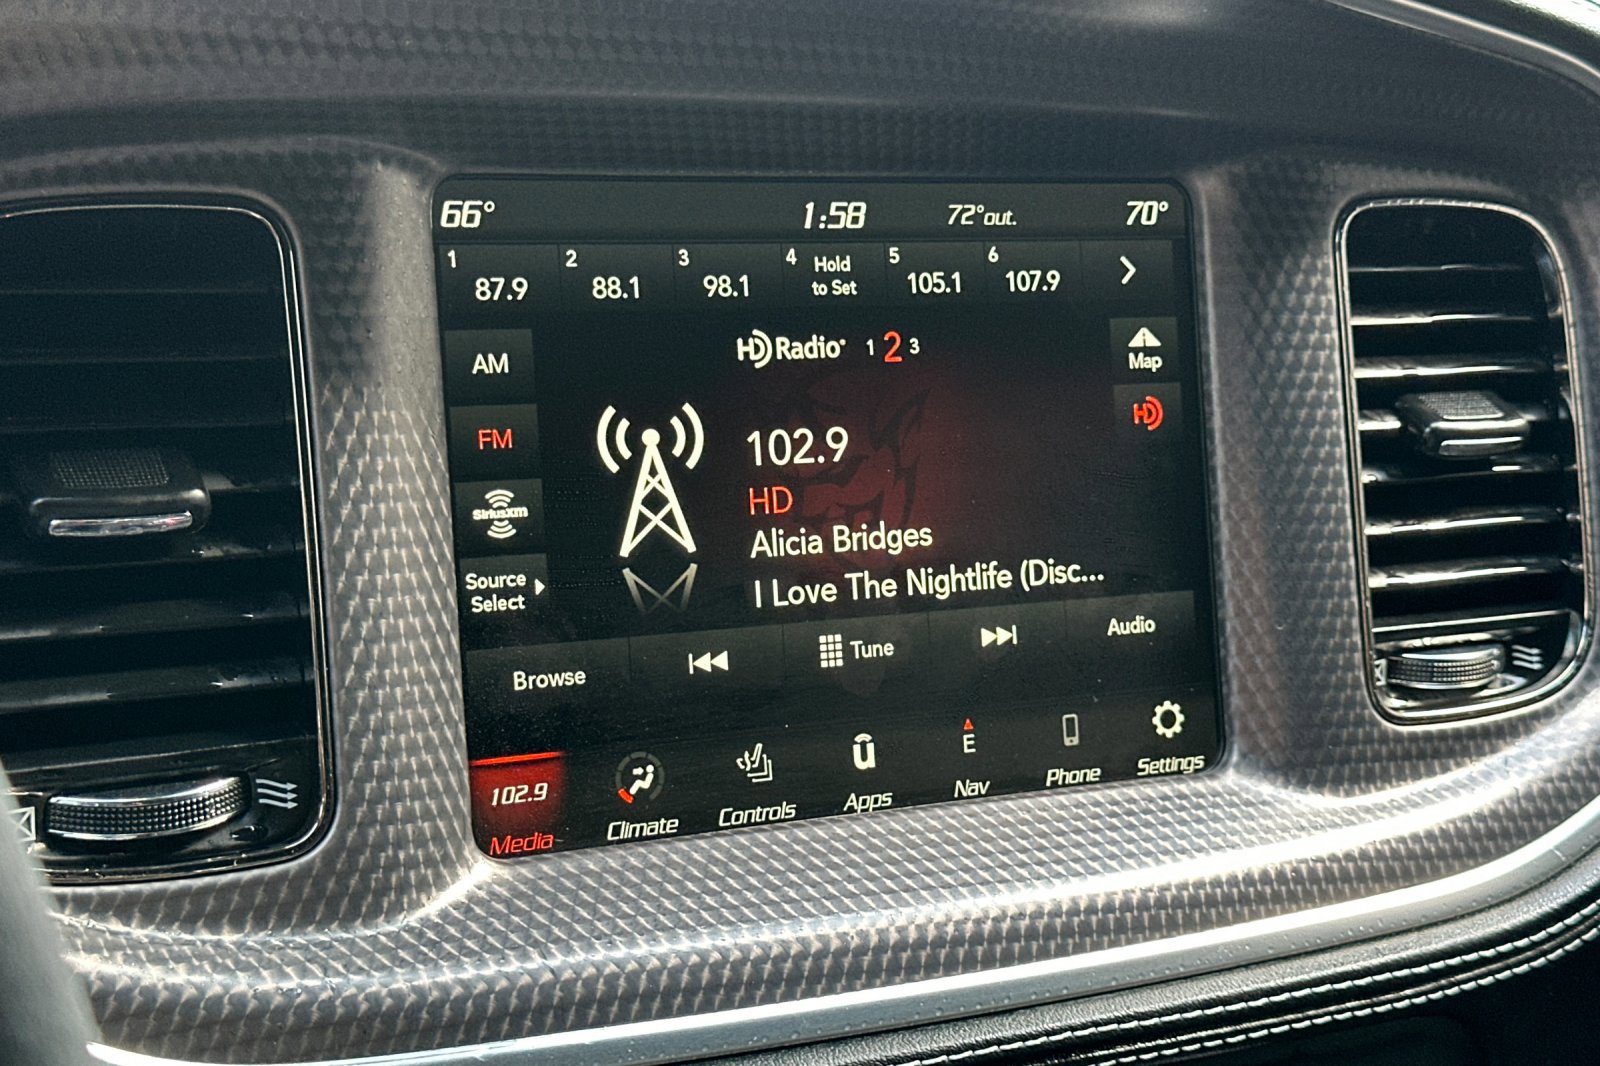 66° 1:58 72°out. 70°
1 87.9 2 88.1 3 98.1 4 Hold to Set 5 105.1 6 107.9
HD Radio 1 2 3
Map
AM
HD
FM
102.9
HD
SiriusXM
Alicia Bridges
Source
Select
I Love The Nightlife (Disc...
Browse Tune Audio
102.9 E
Media Climate Controls Apps Nav Phone Settings